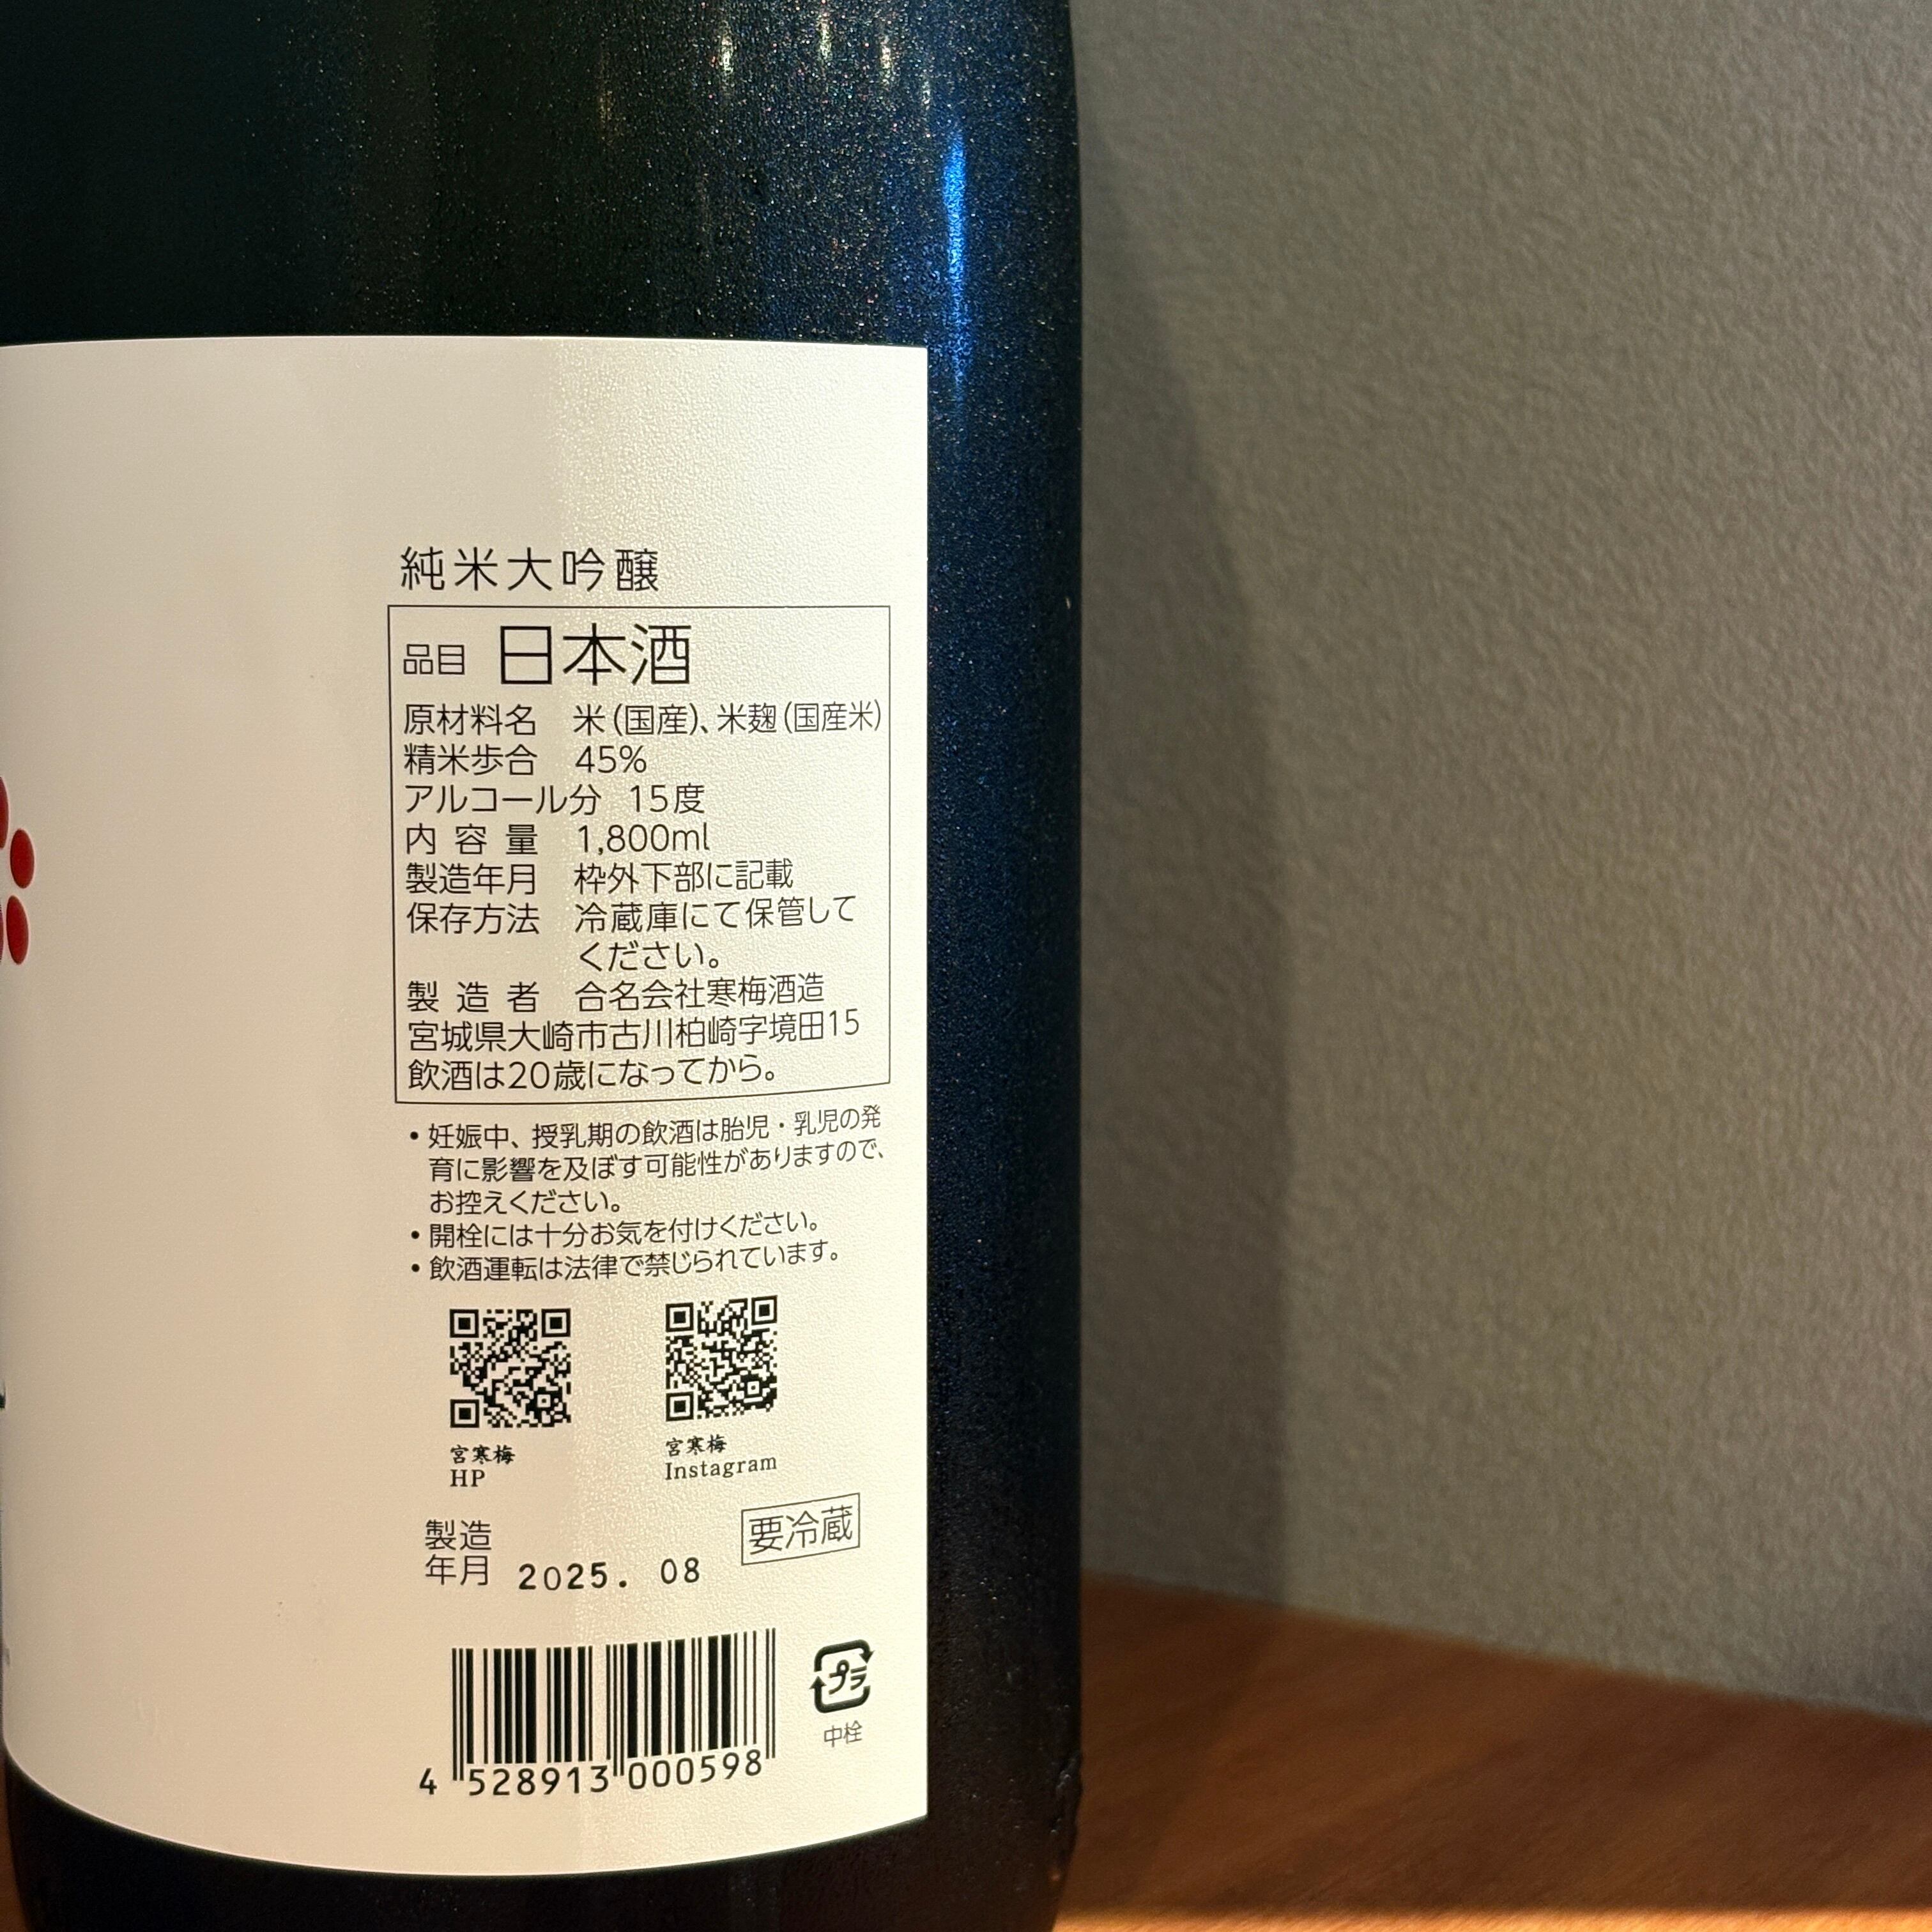 純米大吟醸
品目 日本酒
原材料名 米(国産)、米麹(国産米)
精米歩合 45%
アルコール分 15度
内容量 1,800ml
製造年月 枠外下部に記載
保存方法 冷蔵庫にて保管して
ください。
製造者 合名会社寒梅酒造
宮城県大崎市古川柏崎字境田15
飲酒は20歳になってから。
・妊娠中、授乳期の飲酒は胎児・乳児の発
育に影響を及ぼす可能性がありますので、
お控えください。
・開栓には十分お気を付けください。
・飲酒運転は法律で禁じられています。
宮寒梅
HP
宮寒梅
Instagram
要冷蔵
製造
年月 2025. 08
プラ
中栓
4 528913 000598